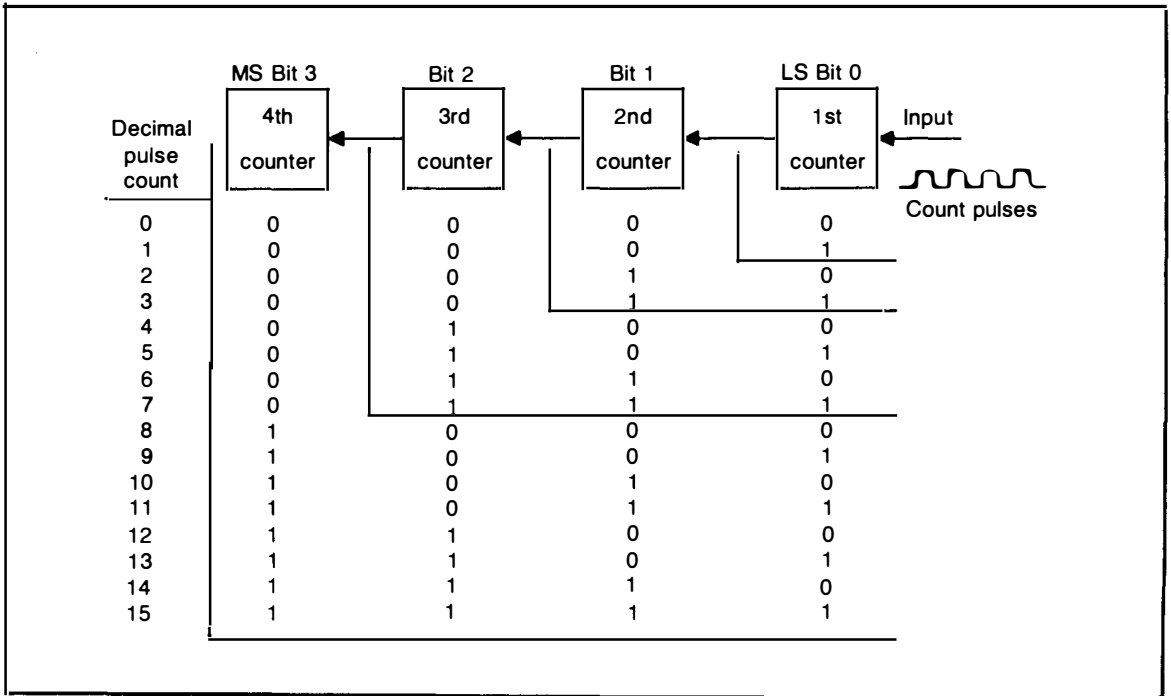 MS Bit 3 Bit 2 Bit 1 LS Bit 0
4th 3rd 2nd 1st Input
Decimal
pulse
count
counter counter counter counter
Count pulses
0 0 0 0 0
1 0 0 0 1
2 0 0 1 0
3 0 0 1 1
4 0 1 0 0
5 0 1 0 1
6 0 1 1 0
7 0 1 1 1
8 1 0 0 0
9 1 0 0 1
10 1 0 1 0
11 1 0 1 1
12 1 1 0 0
13 1 1 0 1
14 1 1 1 0
15 1 1 1 1